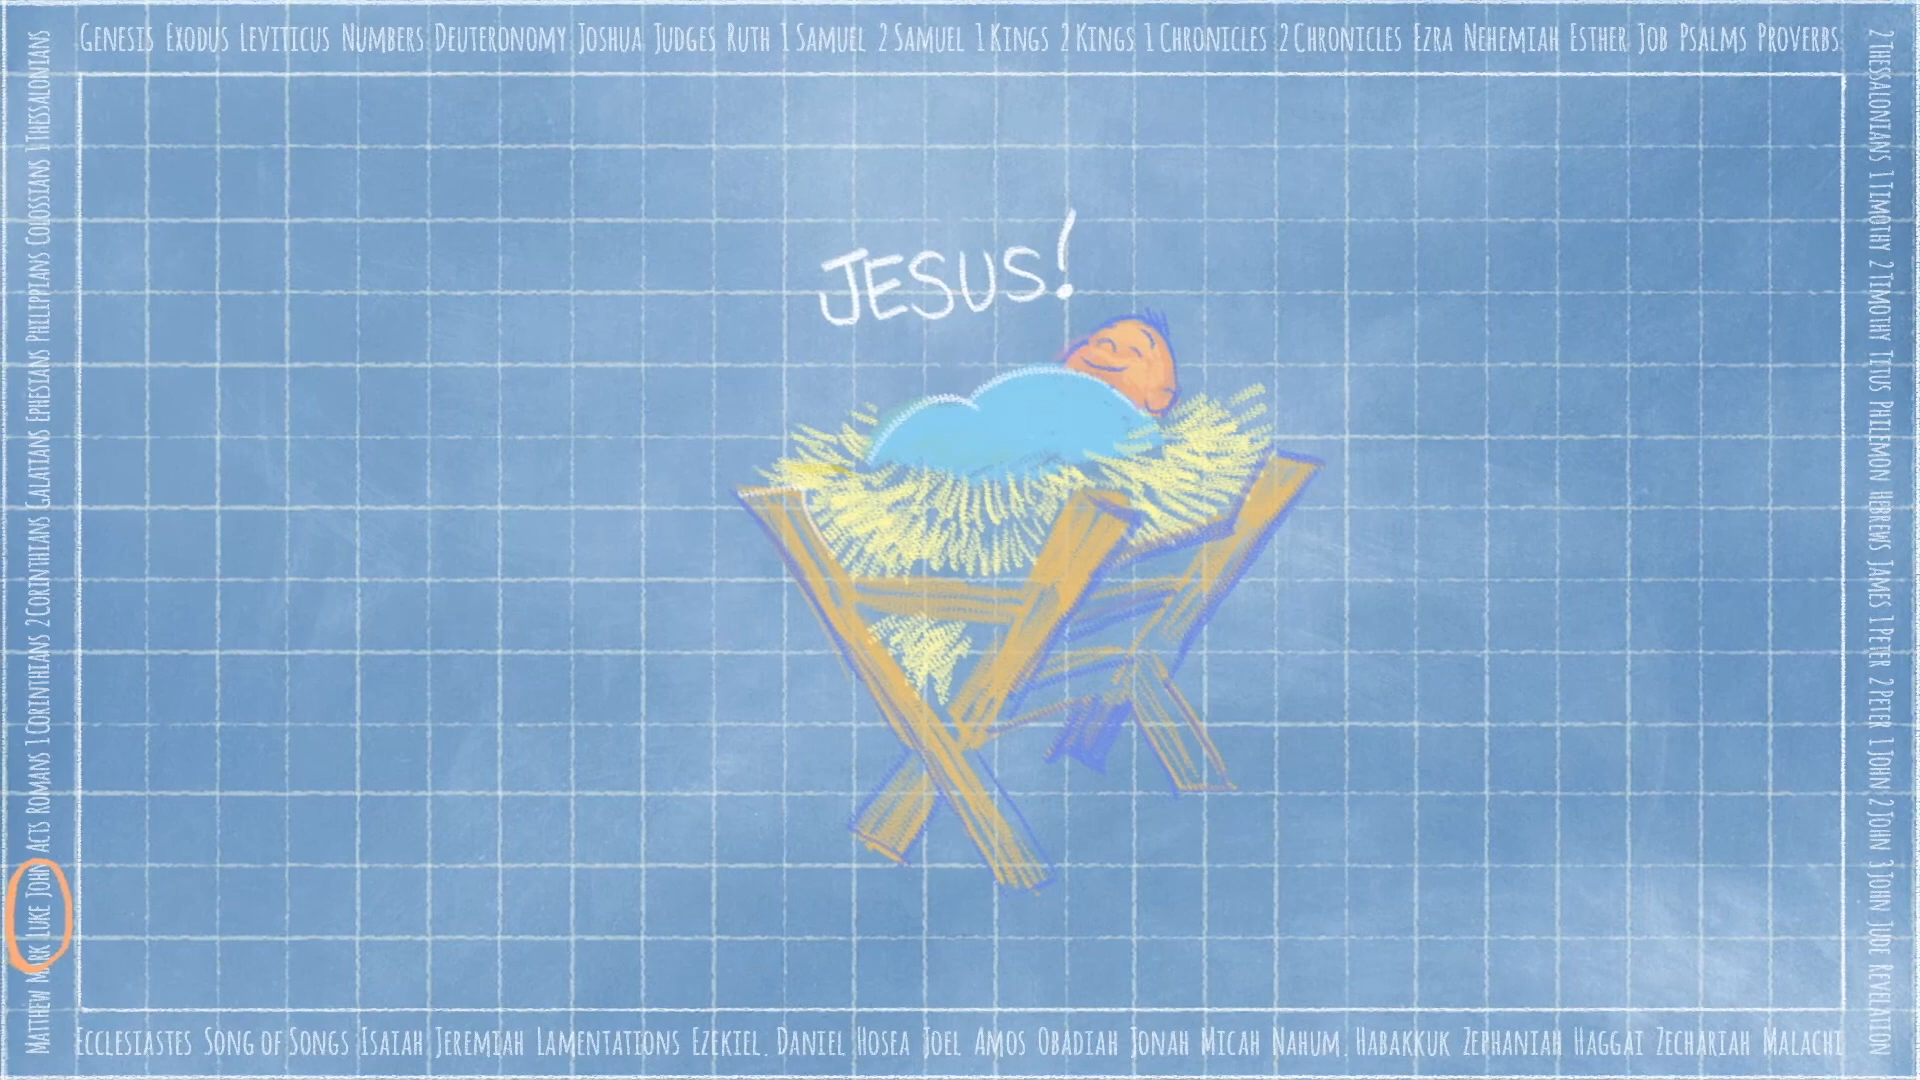 Genesis Exodus Leviticus Numbers Deuteronomy Joshua Judges Ruth 1 Samuel 2 Samuel 1 Kings 2 Kings 1 Chronicles 2 Chronicles Ezra Nehemiah Esther Job Psalms Proverbs
JESUS!
Ecclesiastes Song of Songs Isaiah Jeremiah Lamentations Ezekiel. Daniel Hosea Joel Amos Obadiah Jonah Micah Nahum. Habakkuk Zephaniah Haggai Zechariah Malachi
Matthew Mark Luke John Acts Romans 1 Corinthians 2 Corinthians Galatians Ephesians Philippians Colossians 1 Thessalonians
2 Thessalonians 1 Timothy 2 Timothy Titus Philemon Hebrews James 1 Peter 2 Peter 1 John 2 John 3 John Jude Revelation